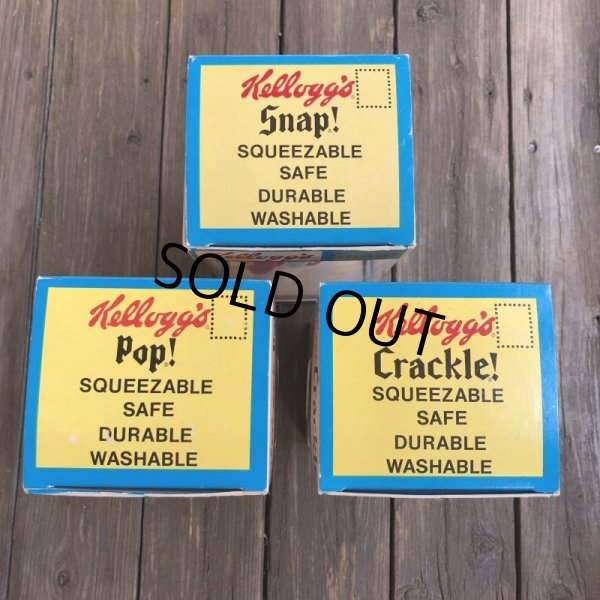 Kellogg's
Snap!
SQUEEZABLE
SAFE
DURABLE
WASHABLE
SOLD OUT
Kellogg's
Pop!
SQUEEZABLE
SAFE
DURABLE
WASHABLE
Kellogg's
Crackle!
SQUEEZABLE
SAFE
DURABLE
WASHABLE